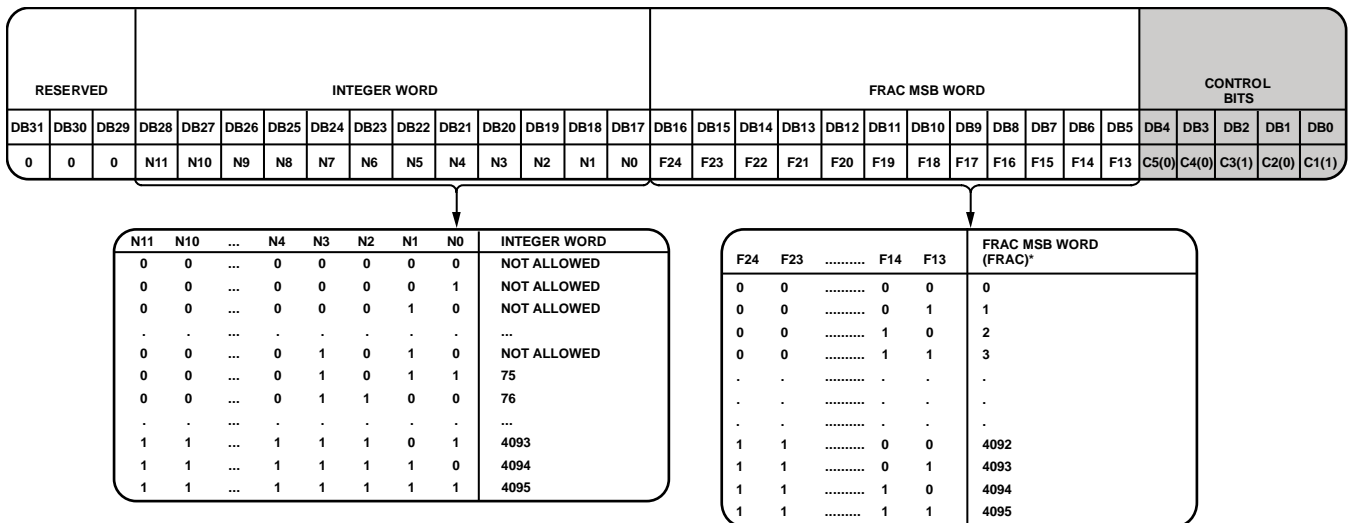 RESERVED INTEGER WORD FRAC MSB WORD CONTROL
BITS
DB31 DB30 DB29 DB28 DB27 DB26 DB25 DB24 DB23 DB22 DB21 DB20 DB19 DB18 DB17 DB16 DB15 DB14 DB13 DB12 DB11 DB10 DB9 DB8 DB7 DB6 DB5 DB4 DB3 DB2 DB1 DB0
0 0 0 N11 N10 N9 N8 N7 N6 N5 N4 N3 N2 N1 N0 F24 F23 F22 F21 F20 F19 F18 F17 F16 F15 F14 F13 C5(0) C4(0) C3(1) C2(0) C1(1)
N11 N10 ... N4 N3 N2 N1 N0 INTEGER WORD
0 0 ... 0 0 0 0 0 NOT ALLOWED
0 0 ... 0 0 0 0 1 NOT ALLOWED
0 0 ... 0 0 0 1 0 NOT ALLOWED
. . ... . . . . . ...
0 0 ... 0 1 0 1 0 NOT ALLOWED
0 0 ... 0 1 0 1 1 75
0 0 ... 0 1 1 0 0 76
. . ... . . . . . ...
1 1 ... 1 1 1 0 1 4093
1 1 ... 1 1 1 1 0 4094
1 1 ... 1 1 1 1 1 4095
FRAC MSB WORD
F24 F23 .......... F14 F13 (FRAC)*
0 0 .......... 0 0 0
0 0 .......... 0 1 1
0 0 .......... 1 0 2
0 0 .......... 1 1 3
. . .......... . . .
. . .......... . . .
. . .......... . . .
1 1 .......... 0 0 4092
1 1 .......... 0 1 4093
1 1 .......... 1 0 4094
1 1 ......... 1 1 4095